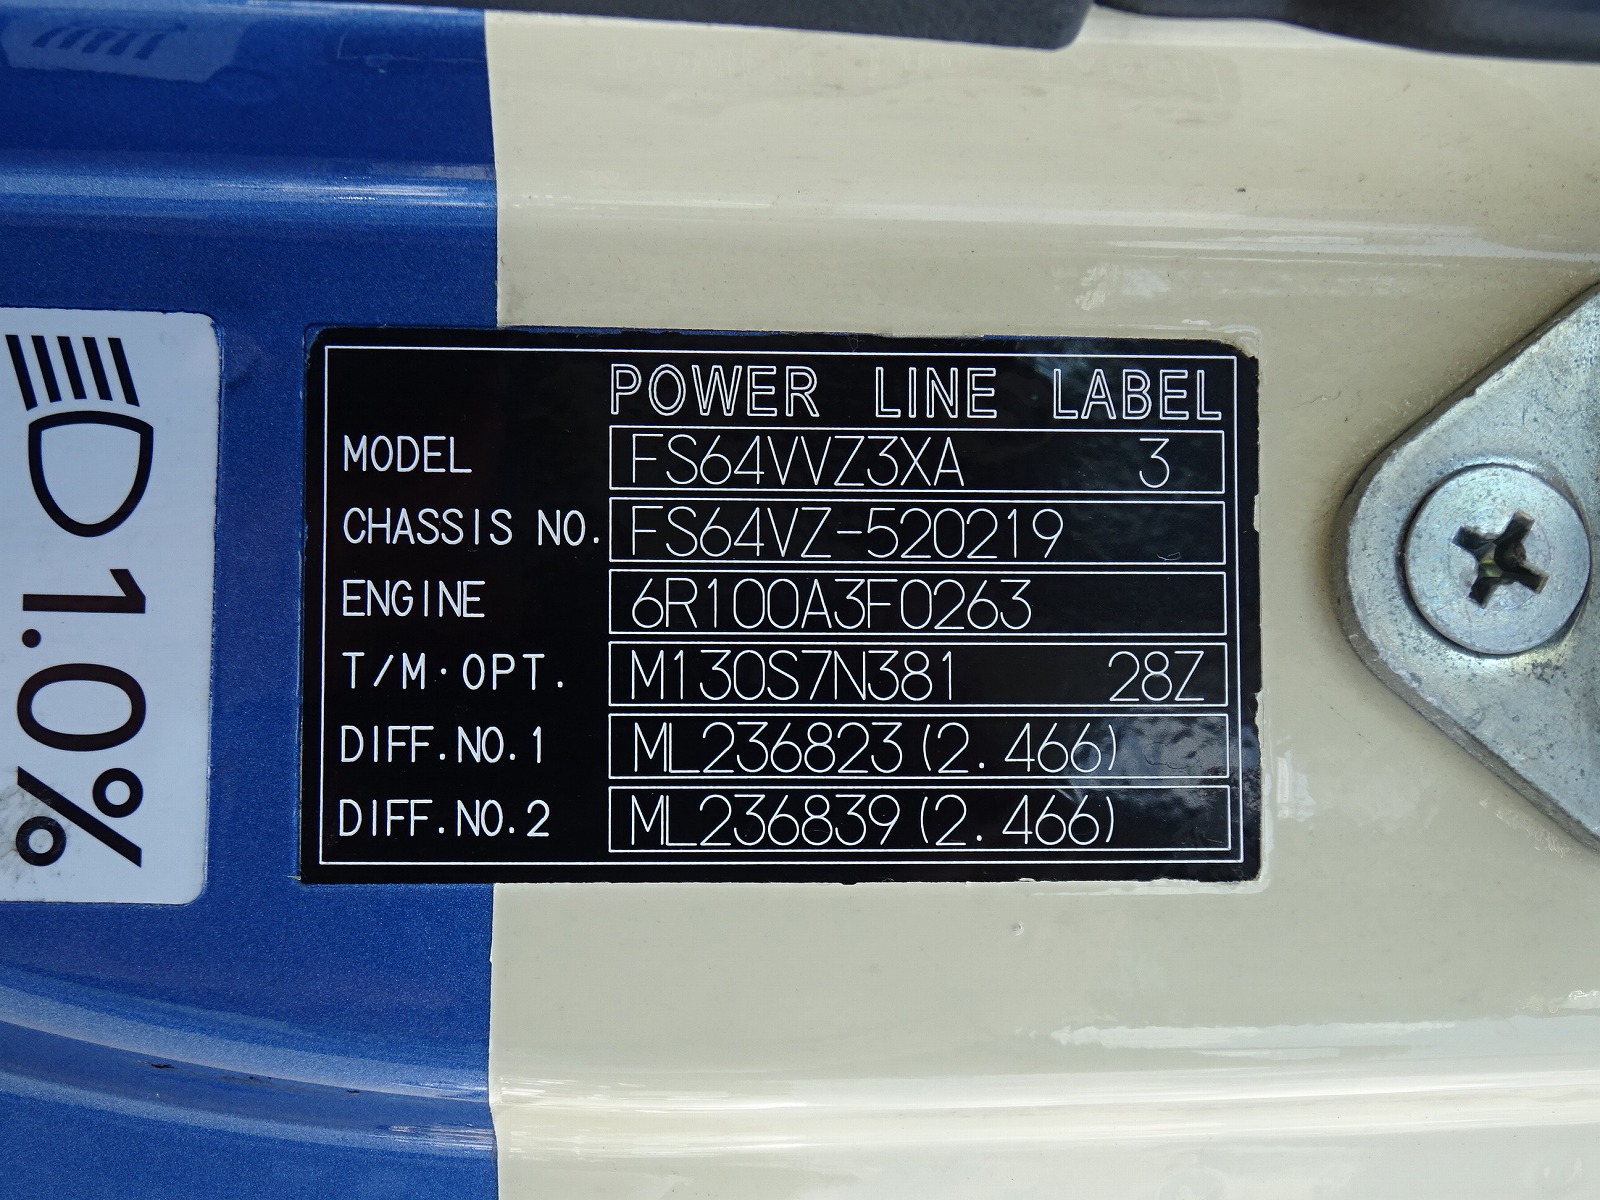 POWER LINE LABEL
MODEL FS64VVZ3XA 3
CHASSIS NO. FS64VZ-520219
ENGINE 6R100A3F0263
T/M·OPT. M130S7N381 28Z
DIFF.NO.1 ML236823(2.466)
DIFF.NO.2 ML236839(2.466)
1.0%